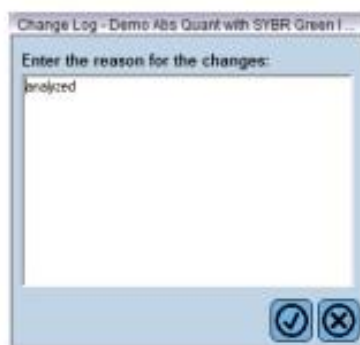 Change Log - Demo Abs Quant with SYBR Green I ...
Enter the reason for the changes:
analyzed